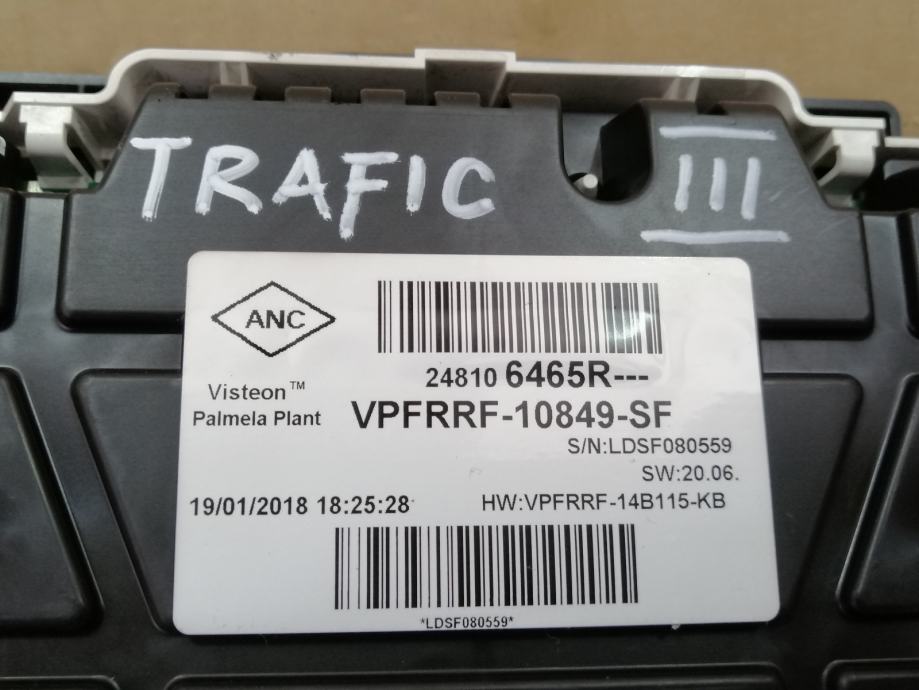 TRAFIC III
ANC
Visteon™
Palmela Plant
24810 6465R---
VPFRRF-10849-SF
S/N:LDSF080559
SW:20.06.
19/01/2018 18:25:28
HW:VPFRRF-14B115-KB
*LDSF080559*